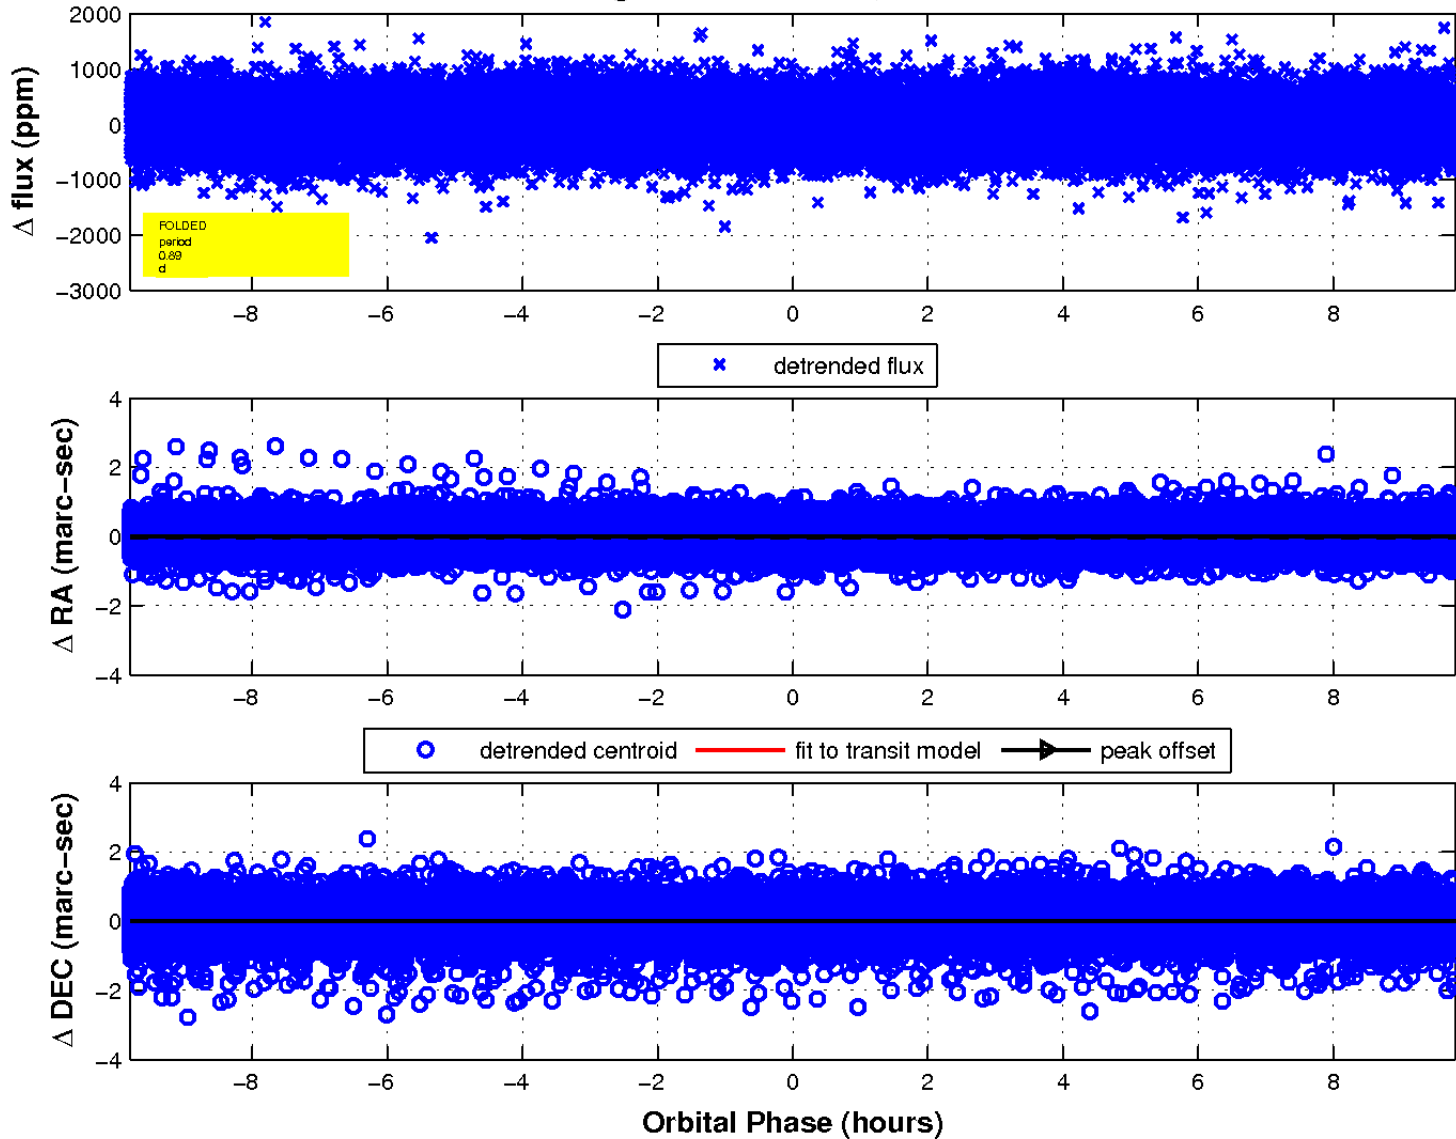 2000
1000
0
−1000
−2000
−3000
Δ flux (ppm)
FOLDED
period
0.89
d
−8 −6 −4 −2 0 2 4 6 8
detrended flux
4
2
0
−2
−4
Δ RA (marc−sec)
−8 −6 −4 −2 0 2 4 6 8
detrended centroid fit to transit model peak offset
4
2
0
−2
−4
Δ DEC (marc−sec)
−8 −6 −4 −2 0 2 4 6 8
Orbital Phase (hours)